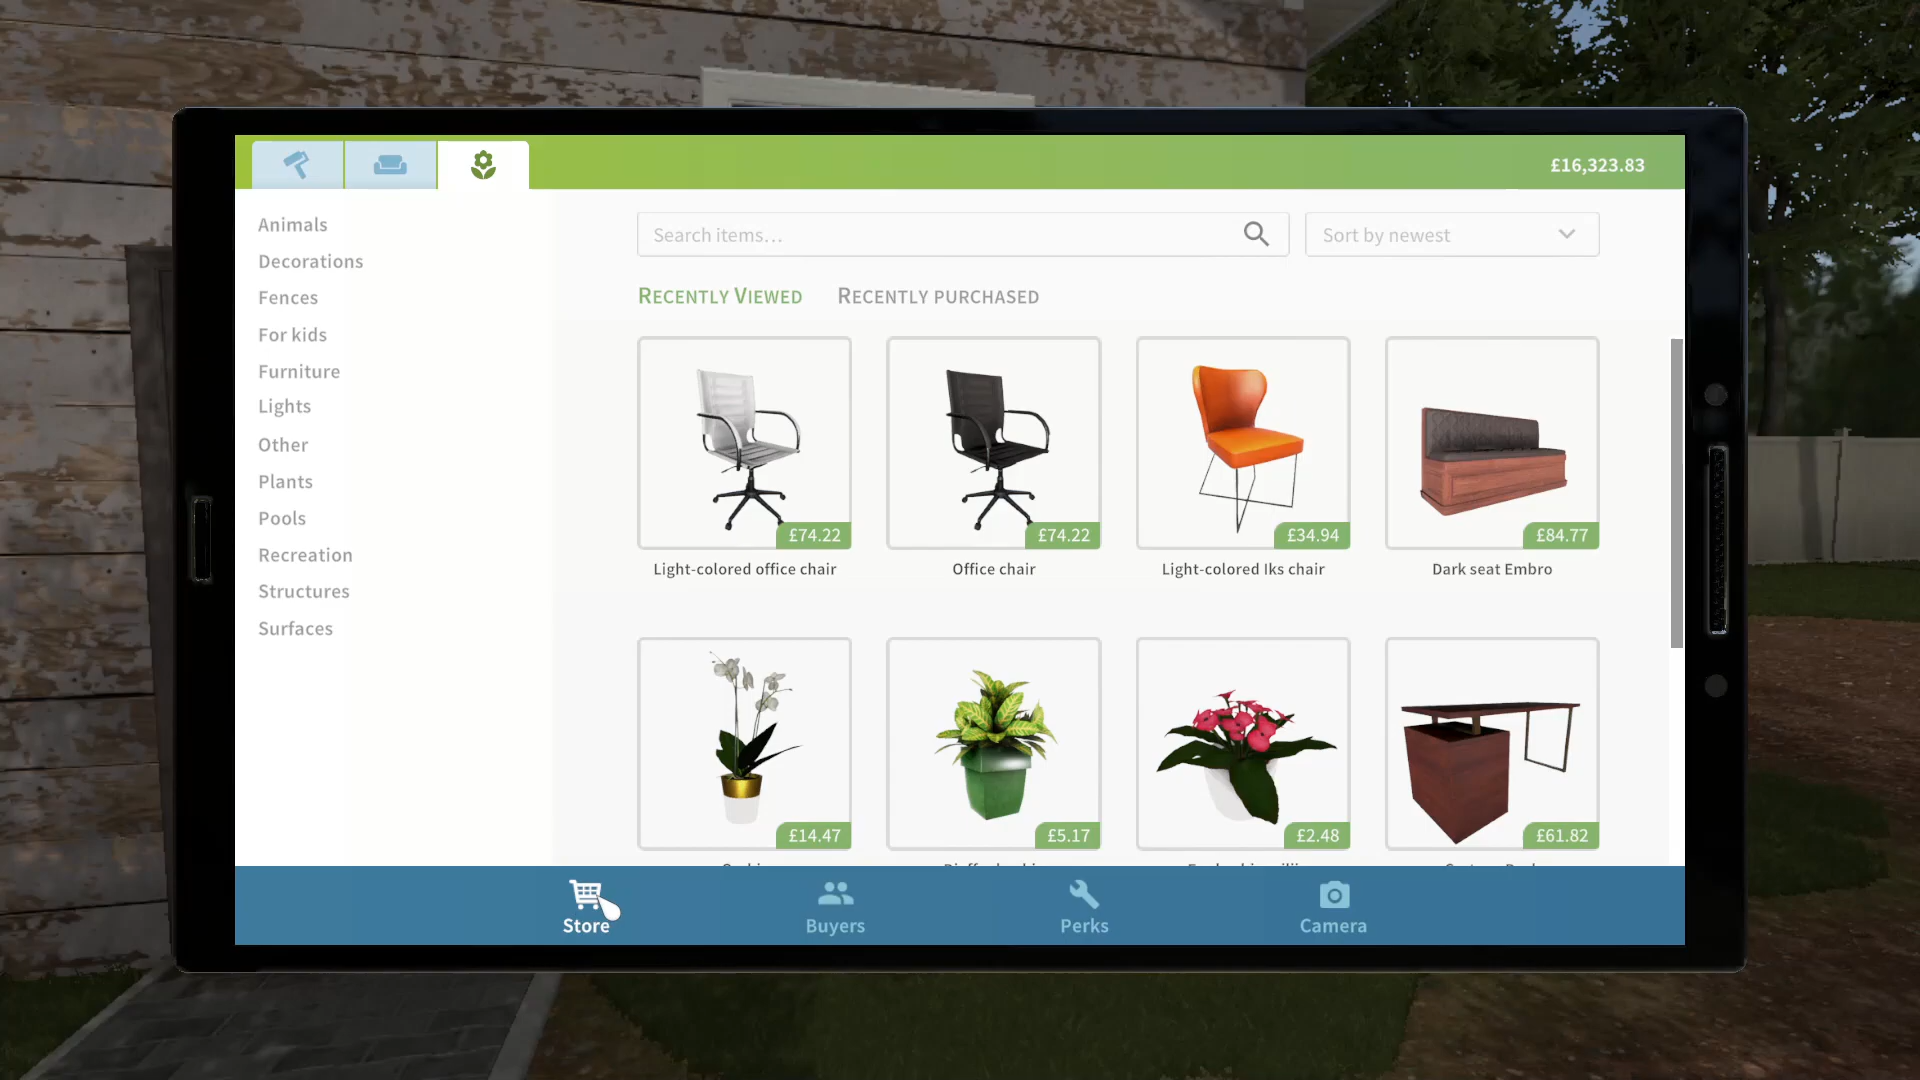 £16,323.83
Animals
Decorations
Fences
For kids
Furniture
Lights
Other
Plants
Pools
Recreation
Structures
Surfaces
Search items...
Sort by newest
RECENTLY VIEWED
RECENTLY PURCHASED
£74.22
£74.22
£34.94
£84.77
Light-colored office chair
Office chair
Light-colored Iks chair
Dark seat Embro
£14.47
£5.17
£2.48
£61.82
Store
Buyers
Perks
Camera